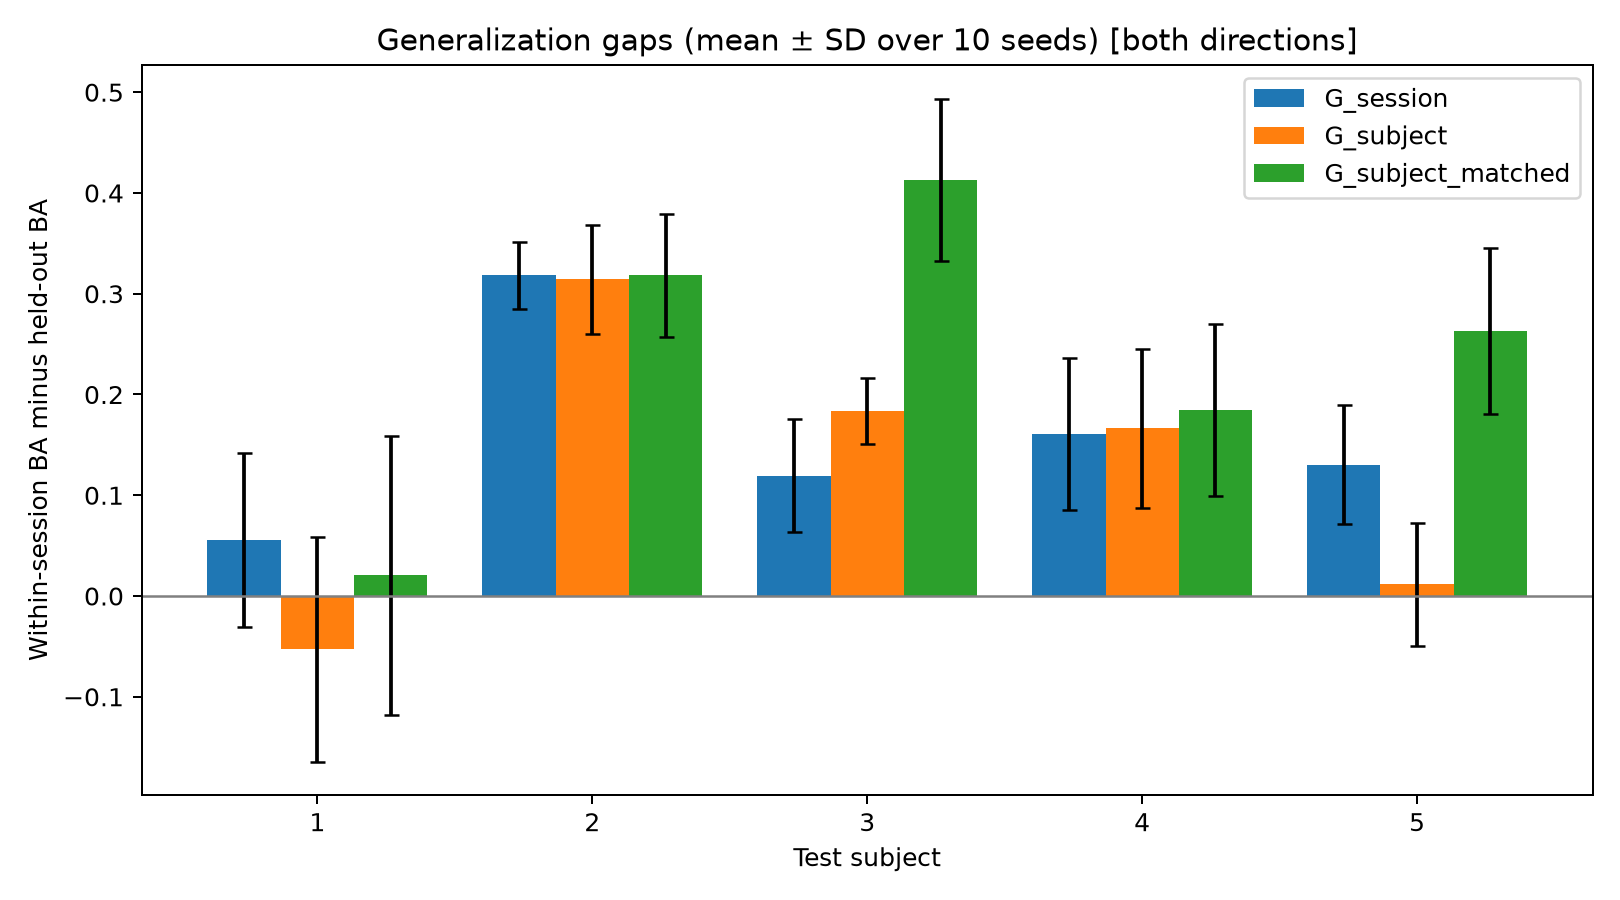 Generalization gaps (mean ± SD over 10 seeds) [both directions]
G_session
G_subject
G_subject_matched
Within-session BA minus held-out BA
0.5
0.4
0.3
0.2
0.1
0.0
−0.1
1 2 3 4 5
Test subject